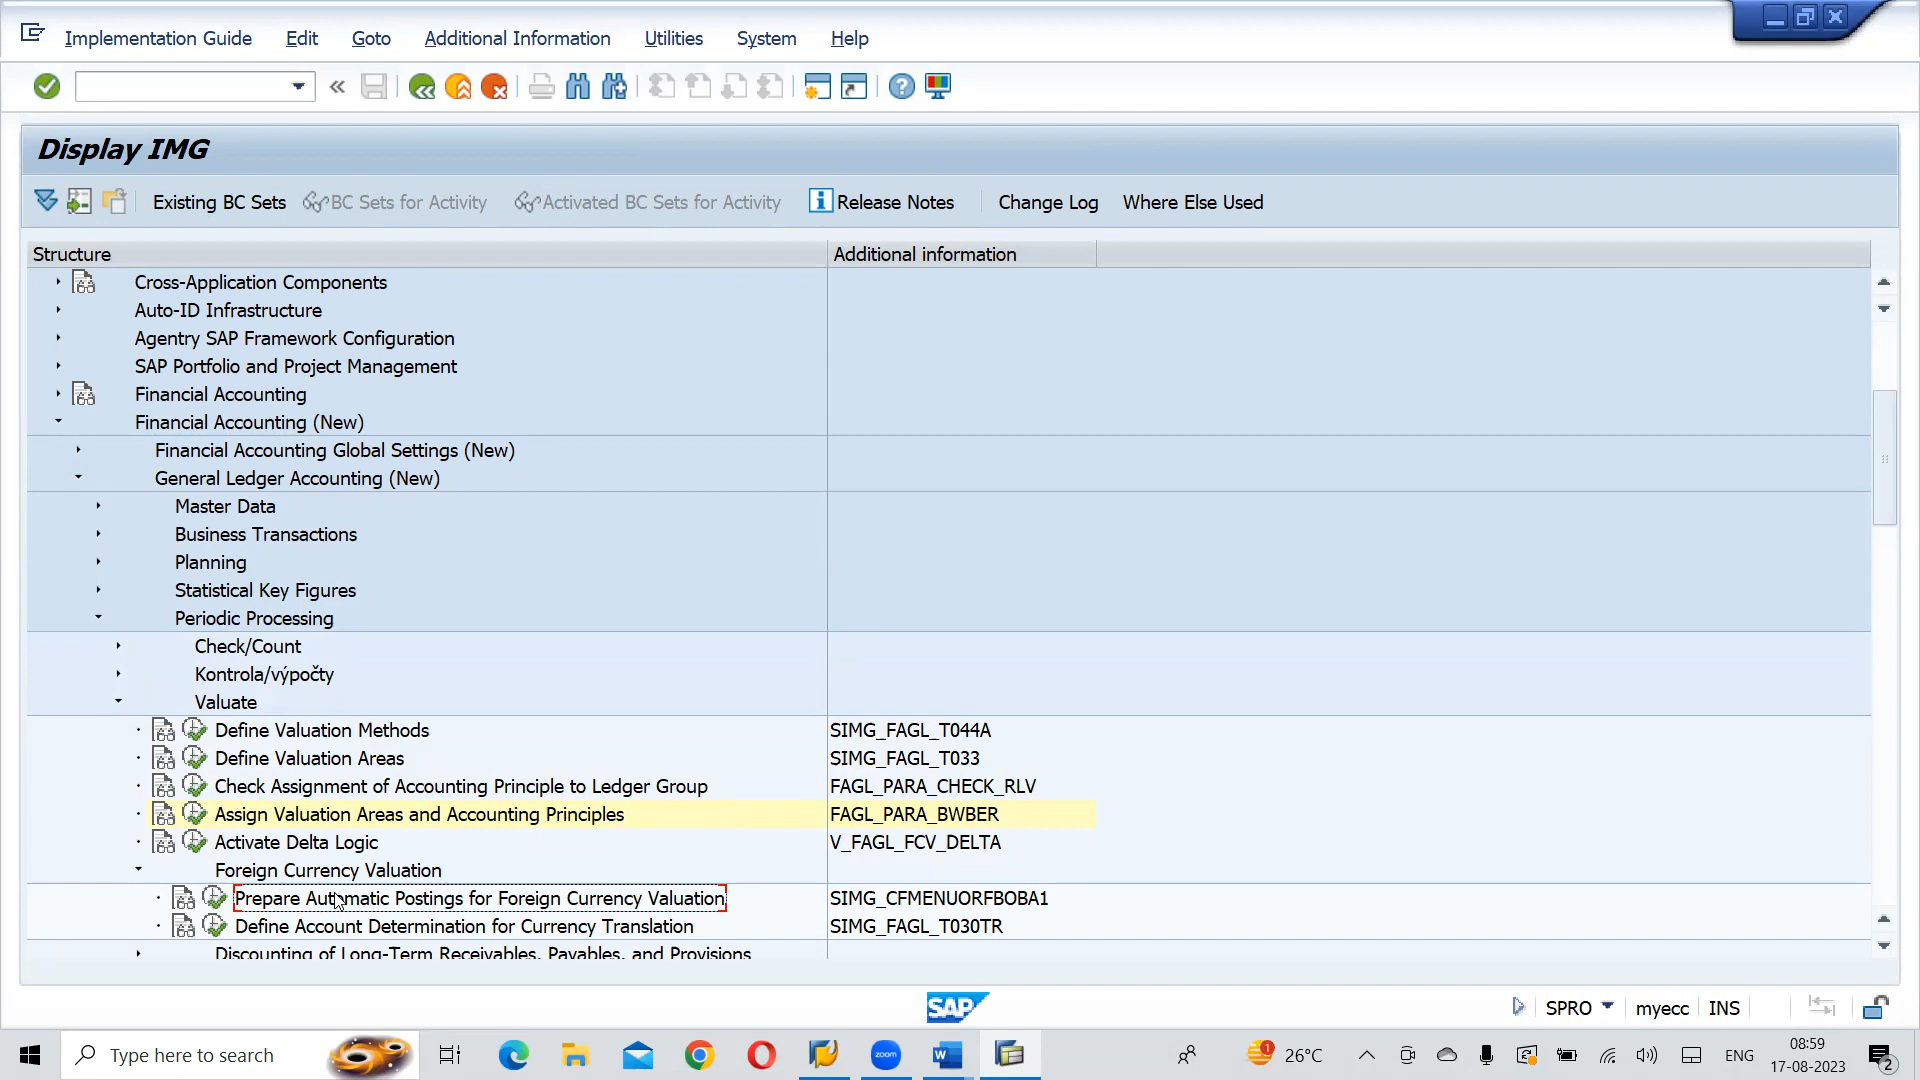 Implementation Guide Edit Goto Additional Information Utilities System Help
Display IMG
Existing BC Sets BC Sets for Activity Activated BC Sets for Activity Release Notes Change Log Where Else Used
Structure Additional information
Cross-Application Components
Auto-ID Infrastructure
Agentry SAP Framework Configuration
SAP Portfolio and Project Management
Financial Accounting
Financial Accounting (New)
Financial Accounting Global Settings (New)
General Ledger Accounting (New)
Master Data
Business Transactions
Planning
Statistical Key Figures
Periodic Processing
Check/Count
Kontrola/výpočty
Valuate
Define Valuation Methods SIMG_FAGL_T044A
Define Valuation Areas SIMG_FAGL_T033
Check Assignment of Accounting Principle to Ledger Group FAGL_PARA_CHECK_RLV
Assign Valuation Areas and Accounting Principles FAGL_PARA_BWBER
Activate Delta Logic V_FAGL_FCV_DELTA
Foreign Currency Valuation
Prepare Automatic Postings for Foreign Currency Valuation SIMG_CFMENUORFBOBA1
Define Account Determination for Currency Translation SIMG_FAGL_T030TR
Discounting of Long-Term Receivables, Payables, and Provisions
SAP SPRO myecc INS
Type here to search zoom W 1 26°C ENG 08:59
17-08-2023 2